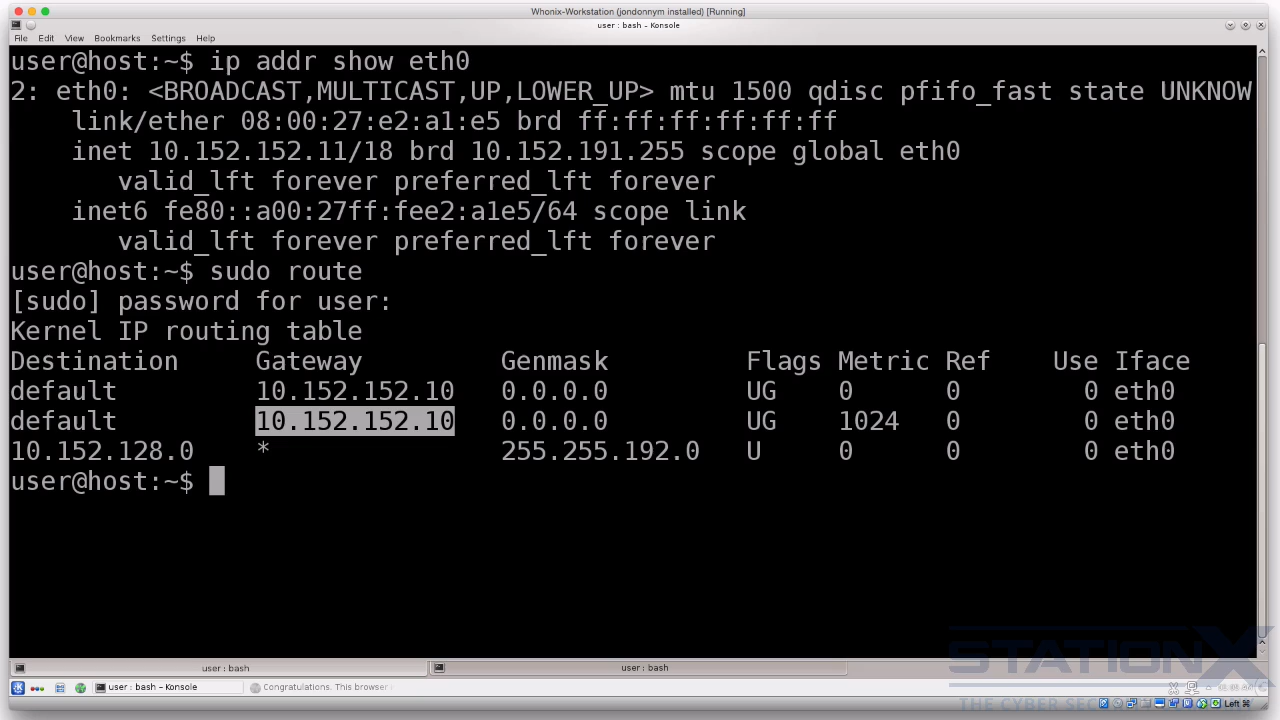 Whonix-Workstation (jondonnym installed) [Running]
user : bash - Konsole
File Edit View Bookmarks Settings Help
user@host:~$ ip addr show eth0
2: eth0: <BROADCAST,MULTICAST,UP,LOWER_UP> mtu 1500 qdisc pfifo_fast state UNKNOW
link/ether 08:00:27:e2:a1:e5 brd ff:ff:ff:ff:ff:ff
inet 10.152.152.11/18 brd 10.152.191.255 scope global eth0
valid_lft forever preferred_lft forever
inet6 fe80::a00:27ff:fee2:a1e5/64 scope link
valid_lft forever preferred_lft forever
user@host:~$ sudo route
[sudo] password for user:
Kernel IP routing table
Destination Gateway Genmask Flags Metric Ref Use Iface
default 10.152.152.10 0.0.0.0 UG 0 0 0 eth0
default 10.152.152.10 0.0.0.0 UG 1024 0 0 eth0
10.152.128.0 * 255.255.192.0 U 0 0 0 eth0
user@host:~$
STATIONX
user : bash user : bash
user : bash - Konsole Congratulations. This browser
THE CYBER SEC
Left ⌘